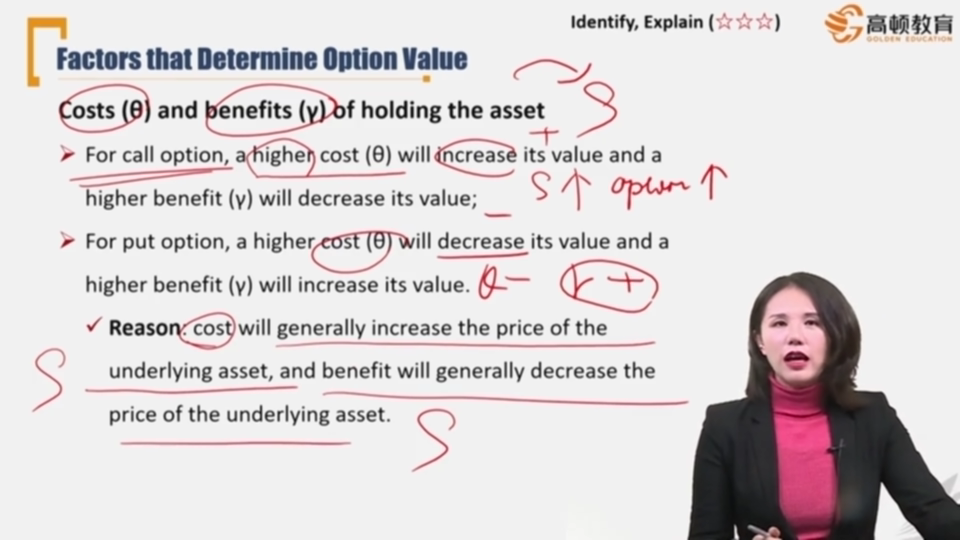 Identify, Explain (☆☆☆)
高顿教育
GOLDEN EDUCATION
Factors that Determine Option Value
Costs (θ) and benefits (γ) of holding the asset
S
➢ For call option, a higher cost (θ) will increase its value and a
+
higher benefit (γ) will decrease its value;
S ↑ option ↑
−
➢ For put option, a higher cost (θ) will decrease its value and a
higher benefit (γ) will increase its value.
θ − γ +
✓ Reason: cost will generally increase the price of the
underlying asset, and benefit will generally decrease the
S
price of the underlying asset.
S